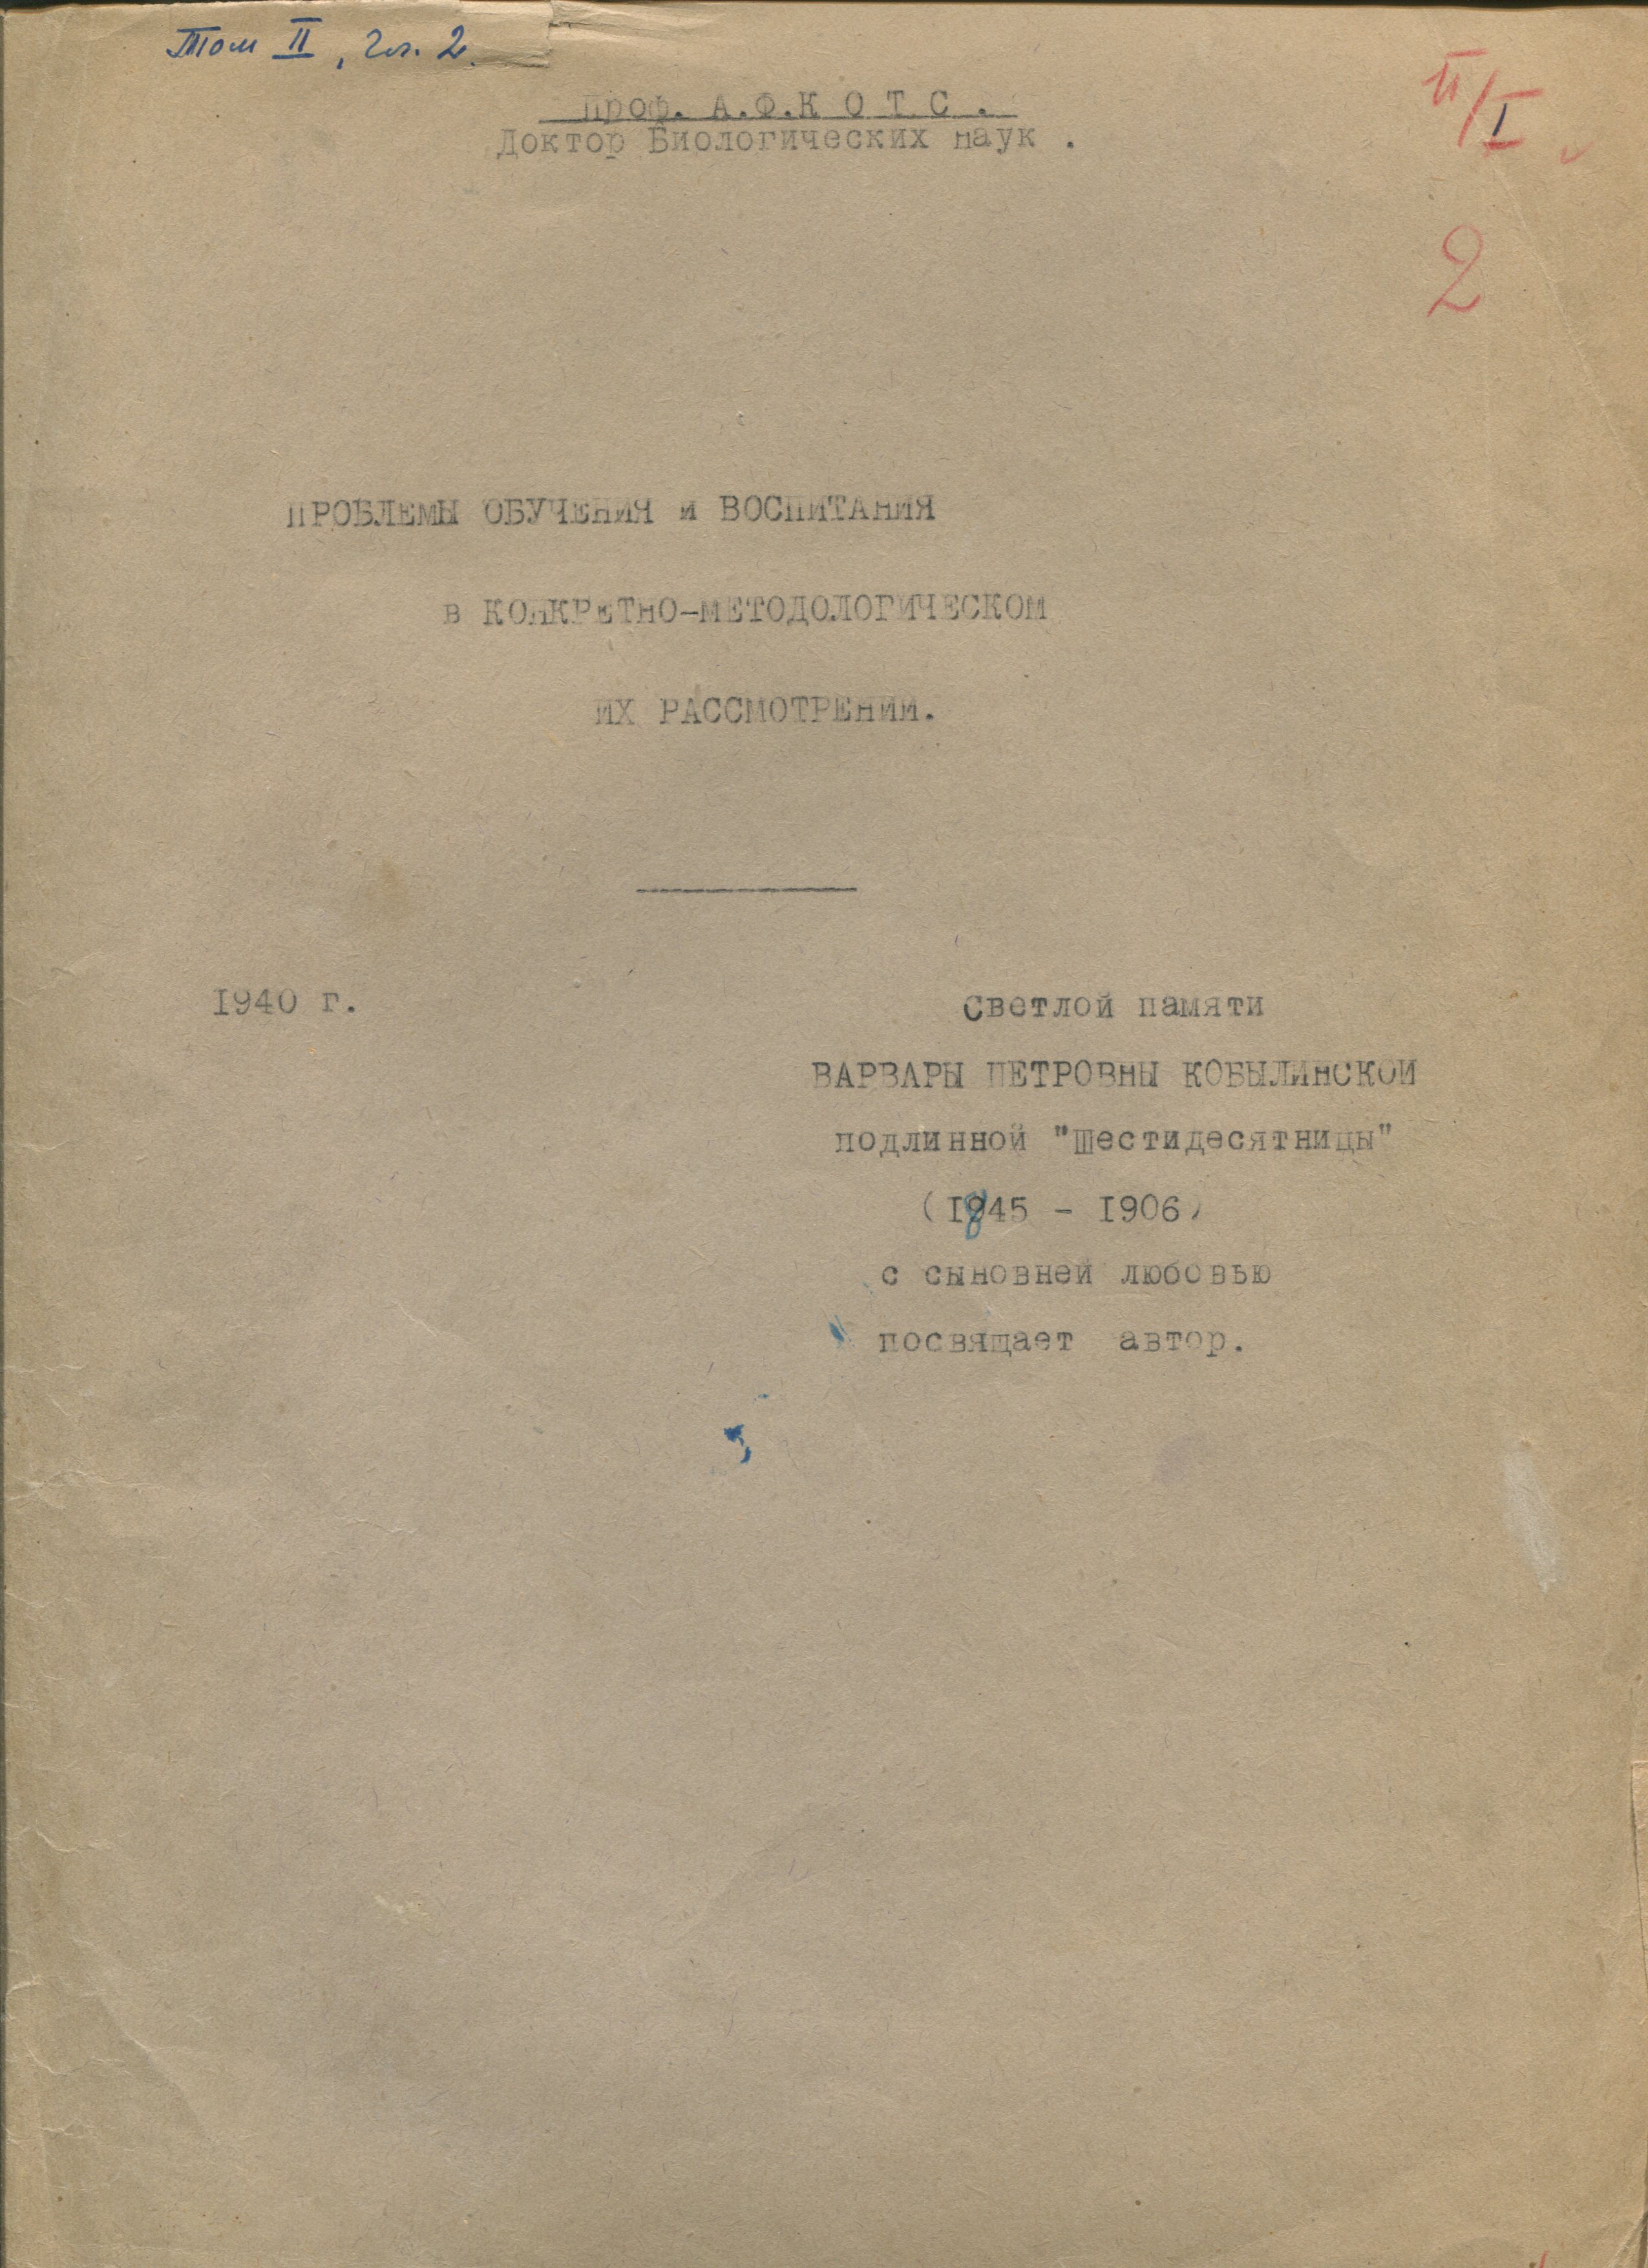 Том II, гл. 2.
II/I
Проф. А.Ф.К О Т С .
Доктор Биологических наук .
2
ПРОБЛЕМЫ ОБУЧЕНИЯ и ВОСПИТАНИЯ
в КОНКРЕТНО-МЕТОДОЛОГИЧЕСКОМ
ИХ РАССМОТРЕНИИ.
1940 г.
Светлой памяти
ВАРВАРЫ ПЕТРОВНЫ КОБЫЛИНСКОЙ
подлинной "Шестидесятницы"
(1845 - 1906)
с сыновней любовью
посвящает автор.